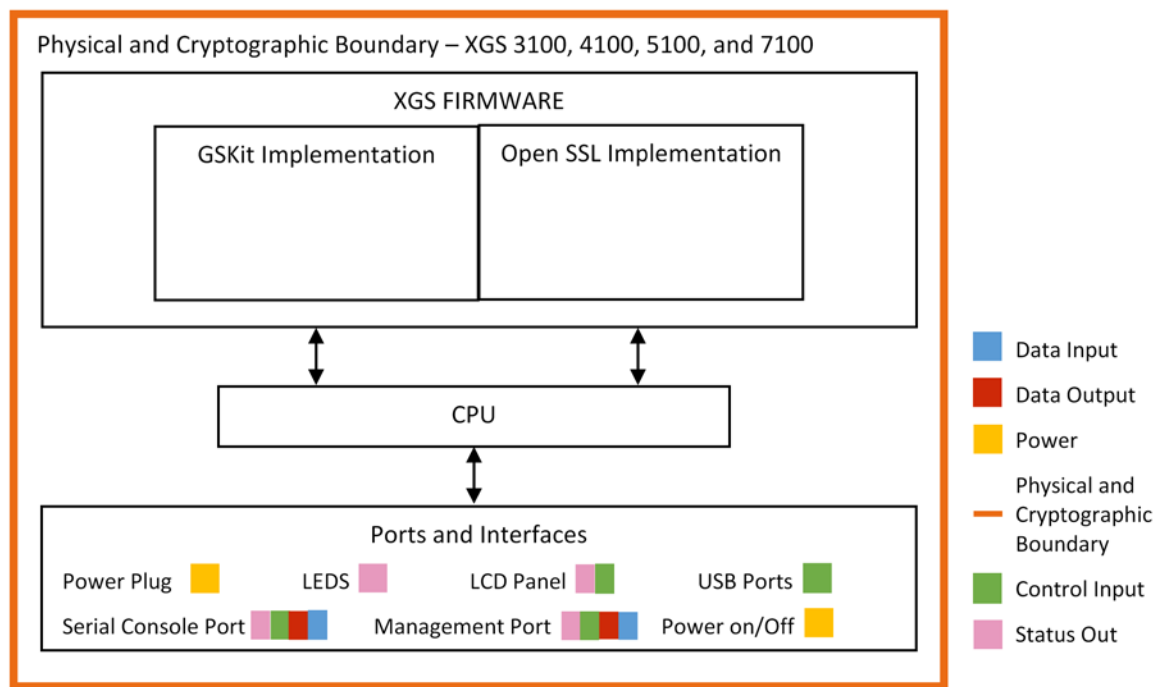 Physical and Cryptographic Boundary – XGS 3100, 4100, 5100, and 7100
XGS FIRMWARE
GSKit Implementation
Open SSL Implementation
CPU
Ports and Interfaces
Power Plug
LEDS
LCD Panel
USB Ports
Serial Console Port
Management Port
Power on/Off
Data Input
Data Output
Power
Physical and
Cryptographic
Boundary
Control Input
Status Out